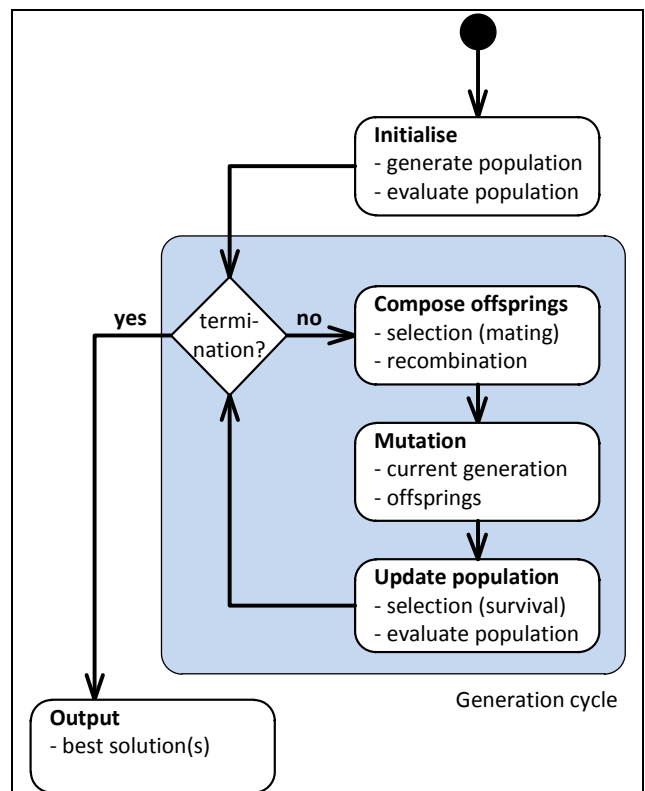 Initialise
- generate population
- evaluate population
yes
termi-
nation?
no
Compose offsprings
- selection (mating)
- recombination
Mutation
- current generation
- offsprings
Update population
- selection (survival)
- evaluate population
Generation cycle
Output
- best solution(s)